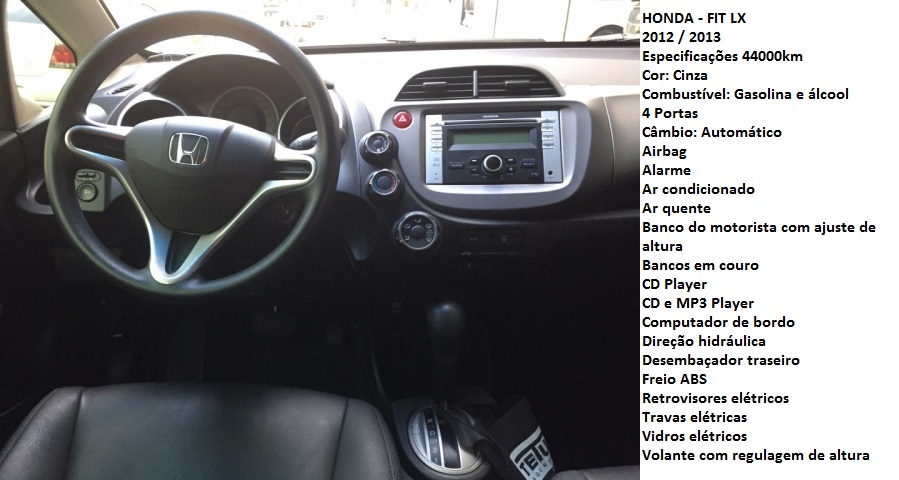 HONDA - FIT LX
2012 / 2013
Especificações 44000km
Cor: Cinza
Combustível: Gasolina e álcool
4 Portas
Câmbio: Automático
Airbag
Alarme
Ar condicionado
Ar quente
Banco do motorista com ajuste de
altura
Bancos em couro
CD Player
CD e MP3 Player
Computador de bordo
Direção hidráulica
Desembaçador traseiro
Freio ABS
Retrovisores elétricos
Travas elétricas
Vidros elétricos
Volante com regulagem de altura
HONDA